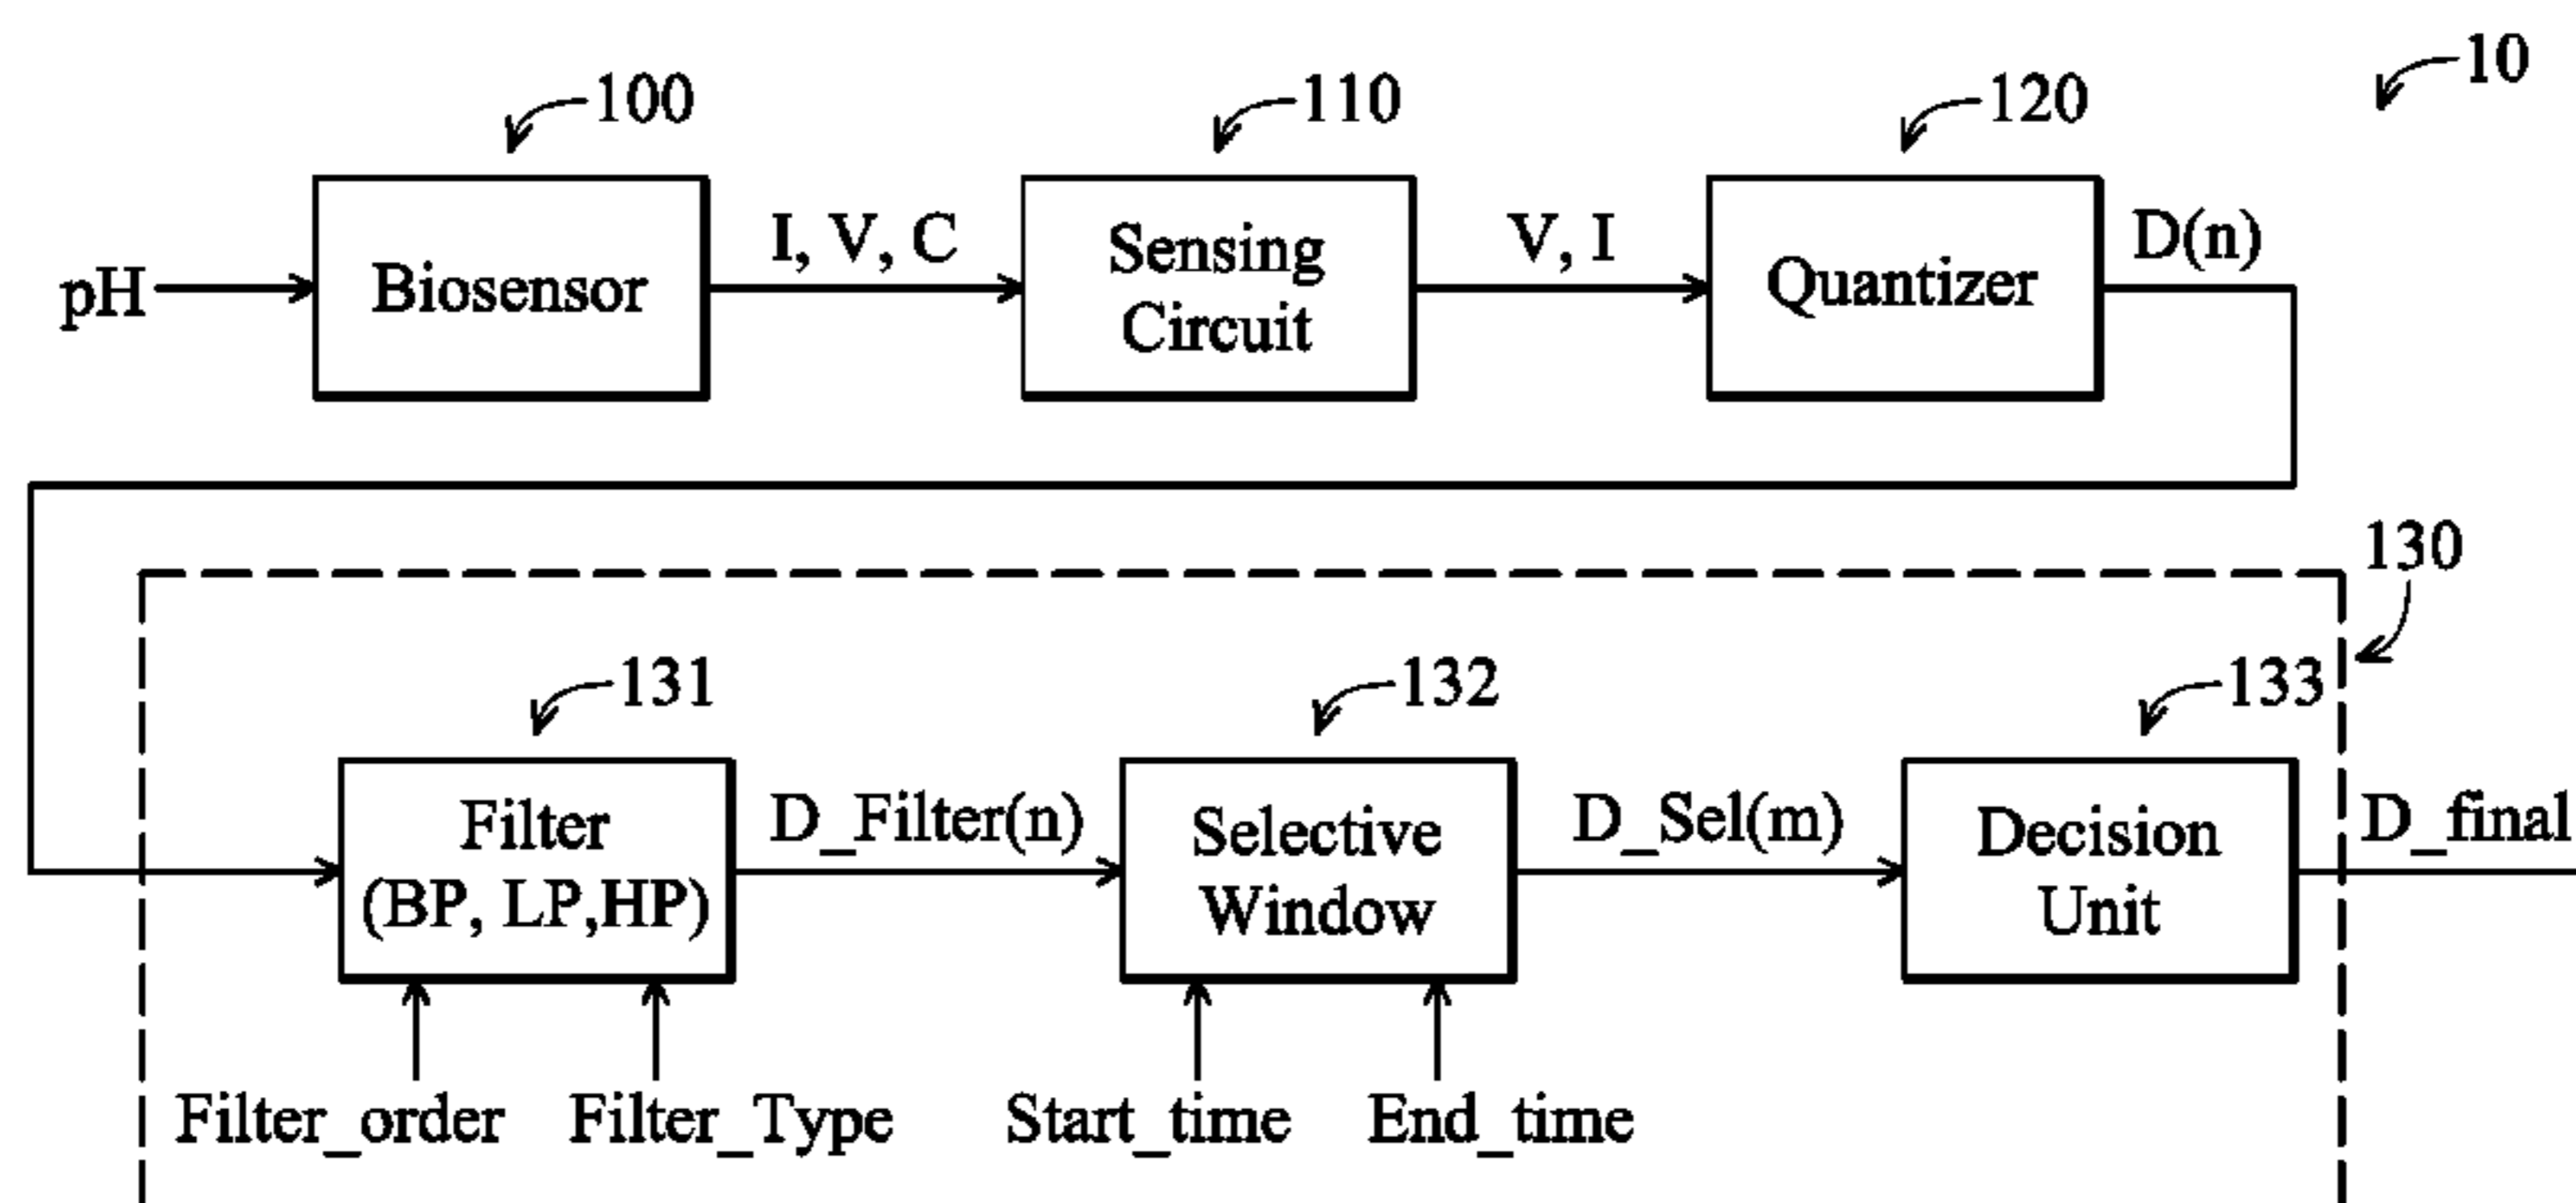 10
100
110
120
pH
Biosensor
I, V, C
Sensing
Circuit
V, I
Quantizer
D(n)
130
131
132
133
Filter
(BP, LP,HP)
D_Filter(n)
Selective
Window
D_Sel(m)
Decision
Unit
D_final
Filter_order
Filter_Type
Start_time
End_time